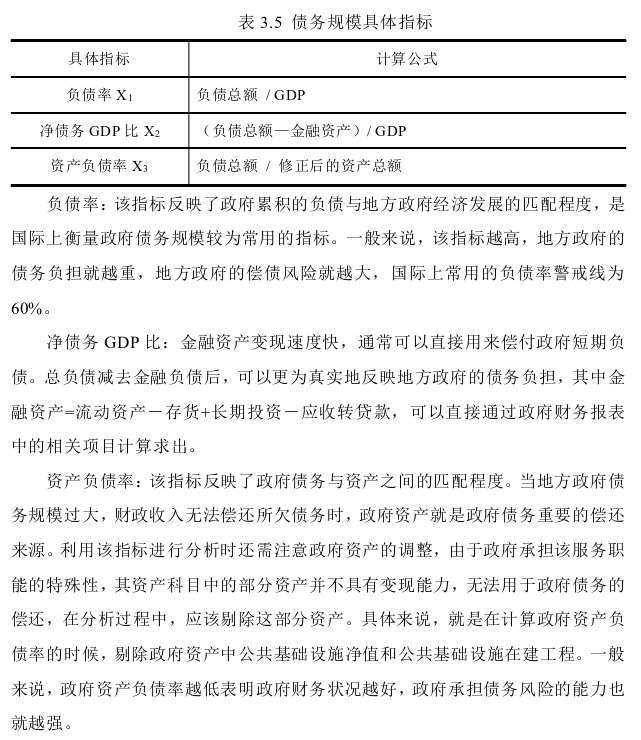 表 3.5 债务规模具体指标
具体指标 计算公式
负债率 X1 负债总额 / GDP
净债务 GDP 比 X2 （负债总额—金融资产）/ GDP
资产负债率 X3 负债总额 / 修正后的资产总额
负债率：该指标反映了政府累积的负债与地方政府经济发展的匹配程度，是
国际上衡量政府债务规模较为常用的指标。一般来说，该指标越高，地方政府的
债务负担就越重，地方政府的偿债风险就越大，国际上常用的负债率警戒线为
60%。
净债务 GDP 比：金融资产变现速度快，通常可以直接用来偿付政府短期负
债。总负债减去金融负债后，可以更为真实地反映地方政府的债务负担，其中金
融资产=流动资产－存货+长期投资－应收转贷款，可以直接通过政府财务报表
中的相关项目计算求出。
资产负债率：该指标反映了政府债务与资产之间的匹配程度。当地方政府债
务规模过大，财政收入无法偿还所欠债务时，政府资产就是政府债务重要的偿还
来源。利用该指标进行分析时还需注意政府资产的调整，由于政府承担该服务职
能的特殊性，其资产科目中的部分资产并不具有变现能力，无法用于政府债务的
偿还，在分析过程中，应该剔除这部分资产。具体来说，就是在计算政府资产负
债率的时候，剔除政府资产中公共基础设施净值和公共基础设施在建工程。一般
来说，政府资产负债率越低表明政府财务状况越好，政府承担债务风险的能力也
就越强。